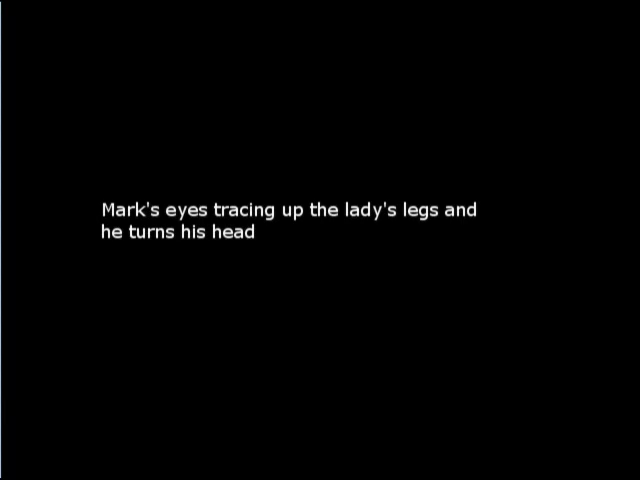 Mark's eyes tracing up the lady's legs and
he turns his head